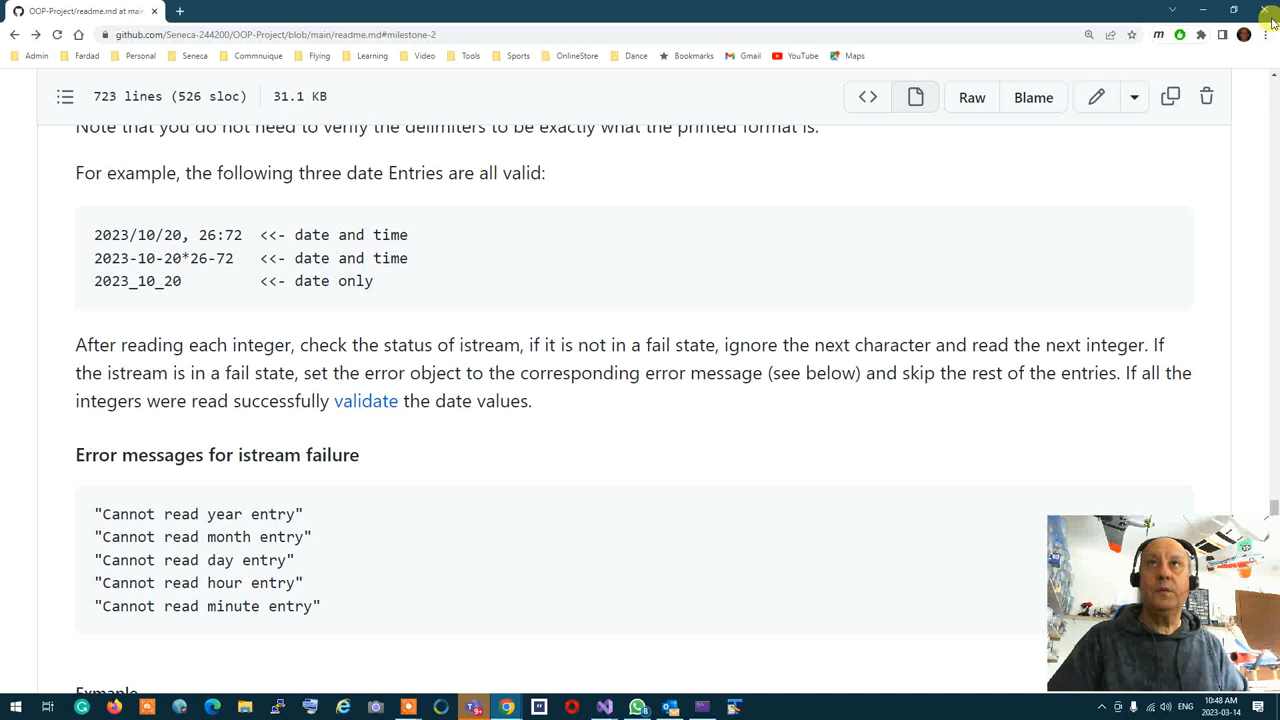 OOP-Project/readme.md at mai
github.com/Seneca-244200/OOP-Project/blob/main/readme.md#milestone-2
Admin Fardad Personal Seneca Commnuique Flying Learning Video Tools Sports OnlineStore Dance Bookmarks Gmail YouTube Maps
723 lines (526 sloc) 31.1 KB Raw Blame
Note that you do not need to verify the delimiters to be exactly what the printed format is.
For example, the following three date Entries are all valid:
2023/10/20, 26:72 <<- date and time
2023-10-20*26-72 <<- date and time
2023_10_20 <<- date only
After reading each integer, check the status of istream, if it is not in a fail state, ignore the next character and read the next integer. If
the istream is in a fail state, set the error object to the corresponding error message (see below) and skip the rest of the entries. If all the
integers were read successfully validate the date values.
Error messages for istream failure
"Cannot read year entry"
"Cannot read month entry"
"Cannot read day entry"
"Cannot read hour entry"
"Cannot read minute entry"
Exmaple
ENG
10:48 AM
2023-03-14